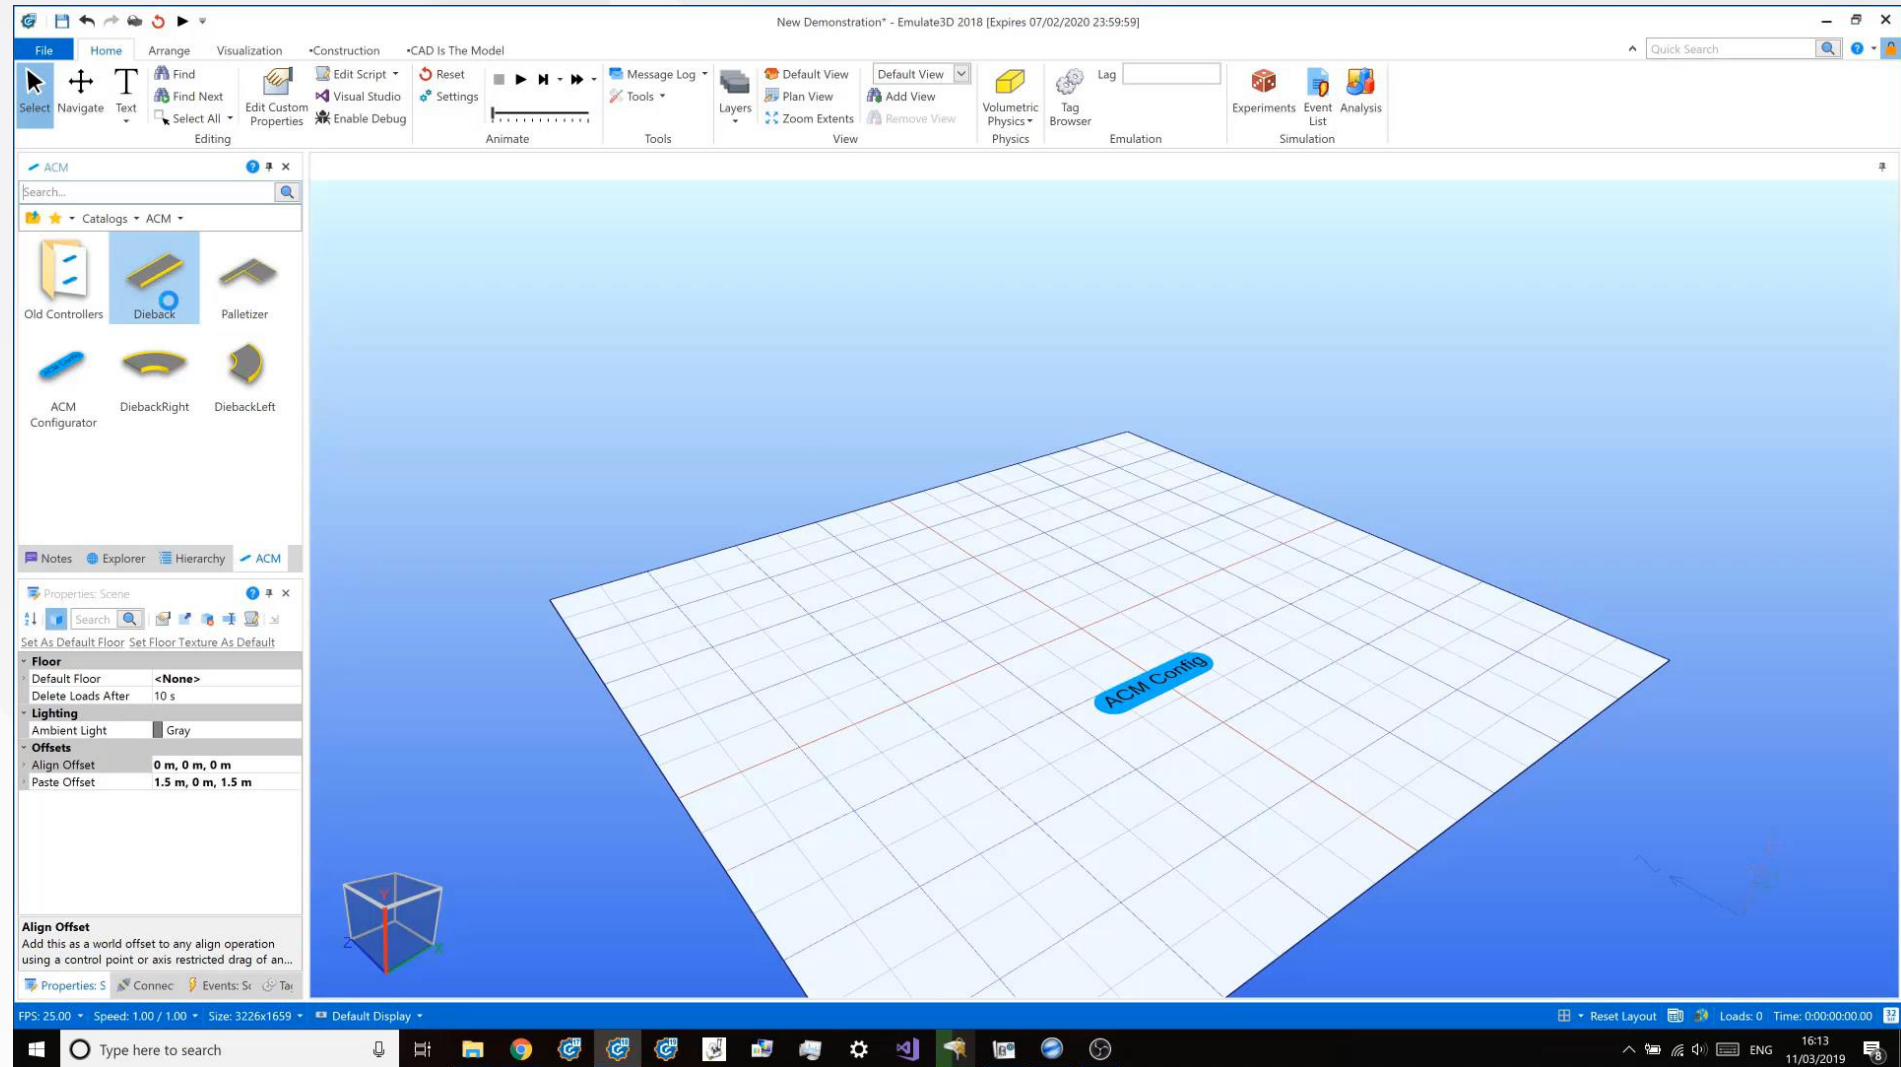 New Demonstration* - Emulate3D 2018 [Expires 07/02/2020 23:59:59]
File Home Arrange Visualization •Construction •CAD Is The Model
Quick Search
Select
Navigate
Text
Find
Find Next
Select All
Editing
Edit Custom
Properties
Edit Script
Visual Studio
Enable Debug
Reset
Settings
Animate
Message Log
Tools
Tools
Layers
Default View
Plan View
Zoom Extents
Default View
Add View
Remove View
View
Volumetric
Physics
Physics
Tag
Browser
Lag
Emulation
Experiments
Event
List
Analysis
Simulation
ACM
Search...
Catalogs ACM
Old Controllers
Dieback
Palletizer
ACM
Configurator
DiebackRight
DiebackLeft
Notes Explorer Hierarchy ACM
Properties: Scene
Search
Set As Default Floor Set Floor Texture As Default
Floor
Default Floor <None>
Delete Loads After 10 s
Lighting
Ambient Light Gray
Offsets
Align Offset 0 m, 0 m, 0 m
Paste Offset 1.5 m, 0 m, 1.5 m
Align Offset
Add this as a world offset to any align operation
using a control point or axis restricted drag of an...
Properties: S Connec Events: Sc Ta
ACM Config
Y
Z
X
FPS: 25.00 Speed: 1.00 / 1.00 Size: 3226x1659 Default Display
Reset Layout Loads: 0 Time: 0:00:00:00.00
Type here to search
ENG
16:13
11/03/2019
8